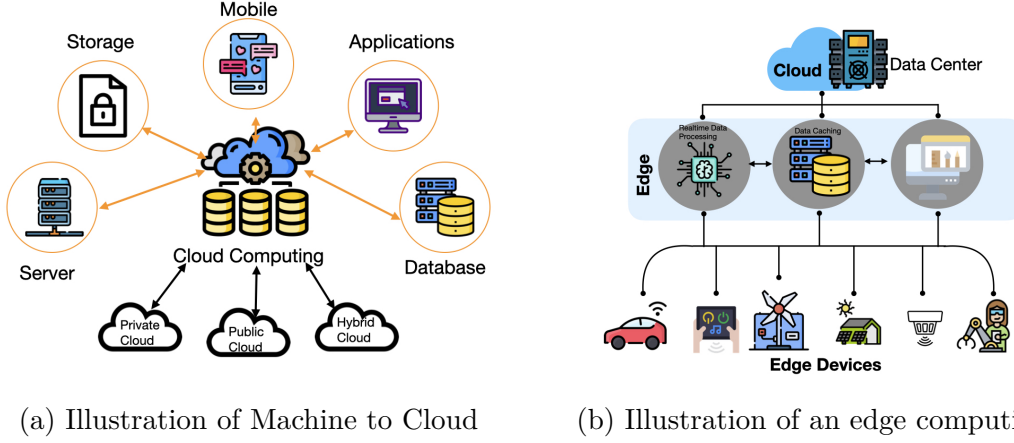 Mobile
Storage
Applications
Server
Database
Cloud Computing
Private
Cloud
Public
Cloud
Hybrid
Cloud
(a) Illustration of Machine to Cloud
Cloud
Data Center
Edge
Realtime Data
Processing
Data Caching
Edge Devices
(b) Illustration of an edge computi